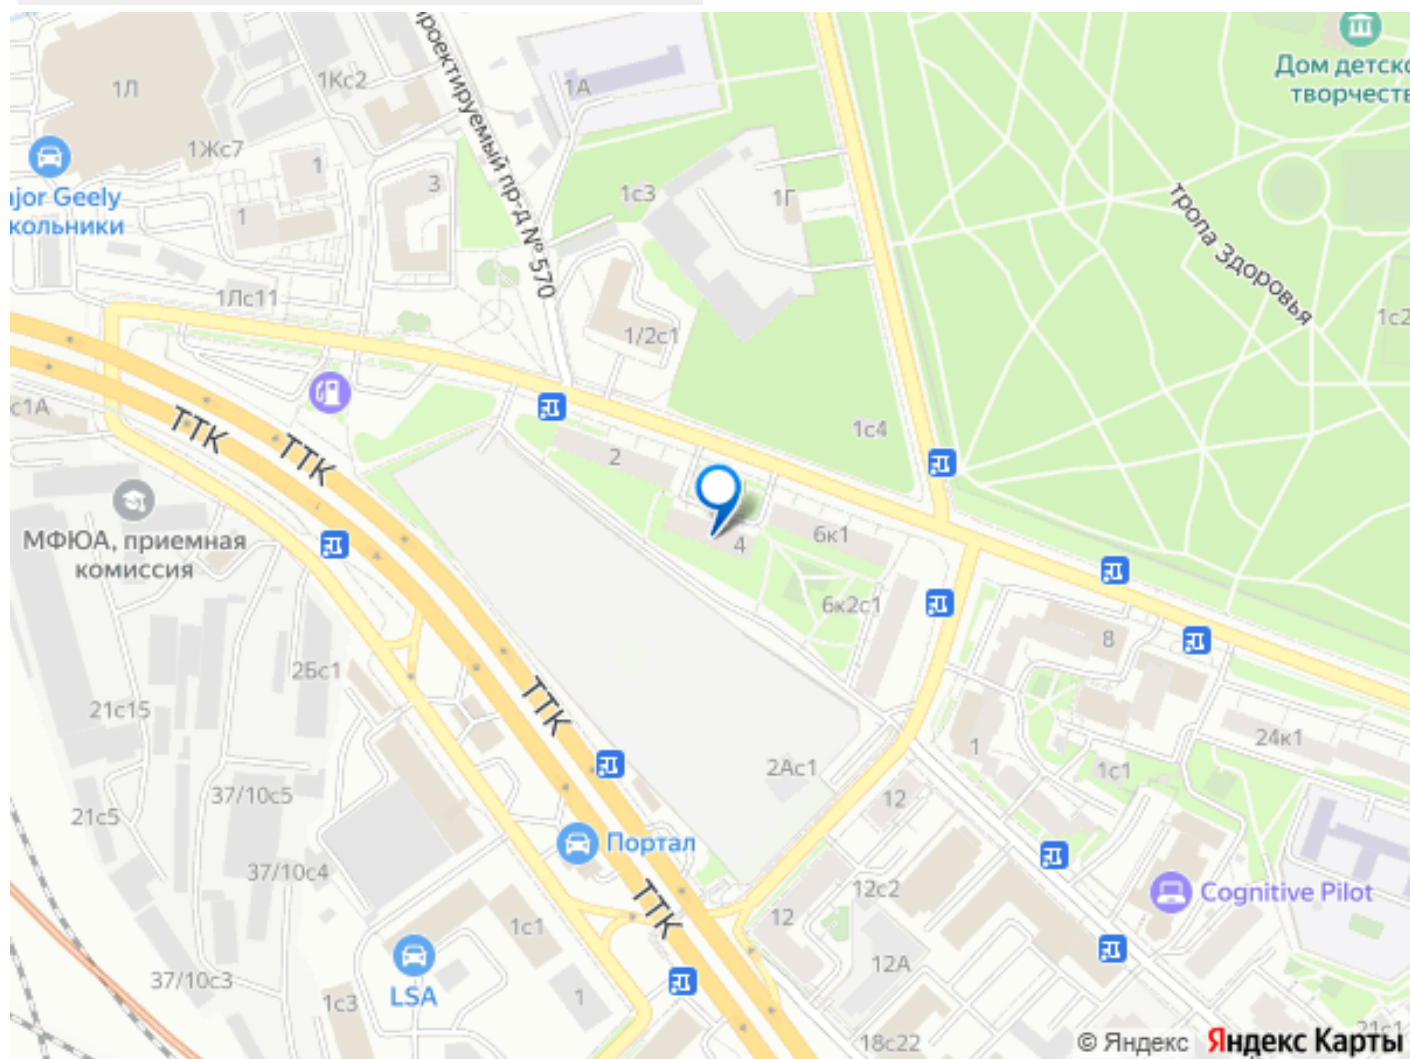 1Л
1Кс2
проектируемый пр-д № 570
1А
Дом детско
творчеств
1Жс7
1
3
1с3
1Г
тропа Здоровья
jor Geely
кольники
1
1Лс11
1/2с1
1с2
ТТК
ТТК
с1А
2
1с4
МФЮА, приемная
комиссия
4
6к1
6к2с1
8
2Бс1
21с15
ТТК
1
24к1
1с1
2Ас1
37/10с5
12
21с5
Портал
37/10с4
12с2
Cognitive Pilot
ТТК
12
1с1
12А
37/10с3
LSA
1с3
1
18с22
21с1
© Яндекс Яндекс Карты